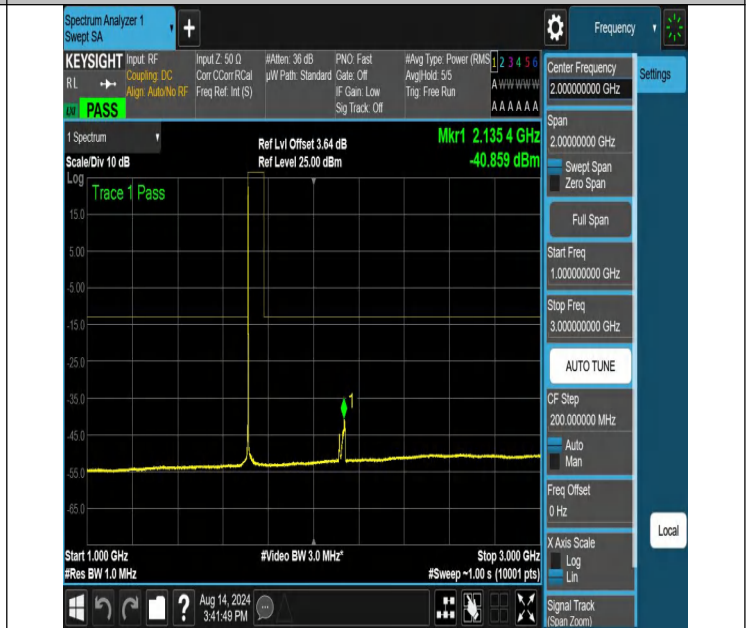 Spectrum Analyzer 1
Swept SA
+
Frequency
KEYSIGHT
RL
PASS
Input: RF
Coupling: DC
Align: Auto/No RF
Input Z: 50 Ω
Corr CCorr RCal
Freq Ref: Int (S)
#Atten: 36 dB
µW Path: Standard
PNO: Fast
Gate: Off
IF Gain: Low
Sig Track: Off
#Avg Type: Power (RMS
Avg|Hold: 5/5
Trig: Free Run
1 2 3 4 5 6
A W W W W W
A A A A A A
1 Spectrum
Scale/Div 10 dB
Log
Ref Lvl Offset 3.64 dB
Ref Level 25.00 dBm
Mkr1 2.135 4 GHz
-40.859 dBm
Trace 1 Pass
15.0
5.00
-5.00
-15.0
-25.0
-35.0
-45.0
-55.0
-65.0
1
Start 1.000 GHz
#Res BW 1.0 MHz
#Video BW 3.0 MHz*
Stop 3.000 GHz
#Sweep ~1.00 s (10001 pts)
?
Aug 14, 2024
3:41:49 PM
Center Frequency
2.000000000 GHz
Settings
Span
2.00000000 GHz
Swept Span
Zero Span
Full Span
Start Freq
1.000000000 GHz
Stop Freq
3.000000000 GHz
AUTO TUNE
CF Step
200.000000 MHz
Auto
Man
Freq Offset
0 Hz
X Axis Scale
Log
Lin
Local
Signal Track
(Span Zoom)